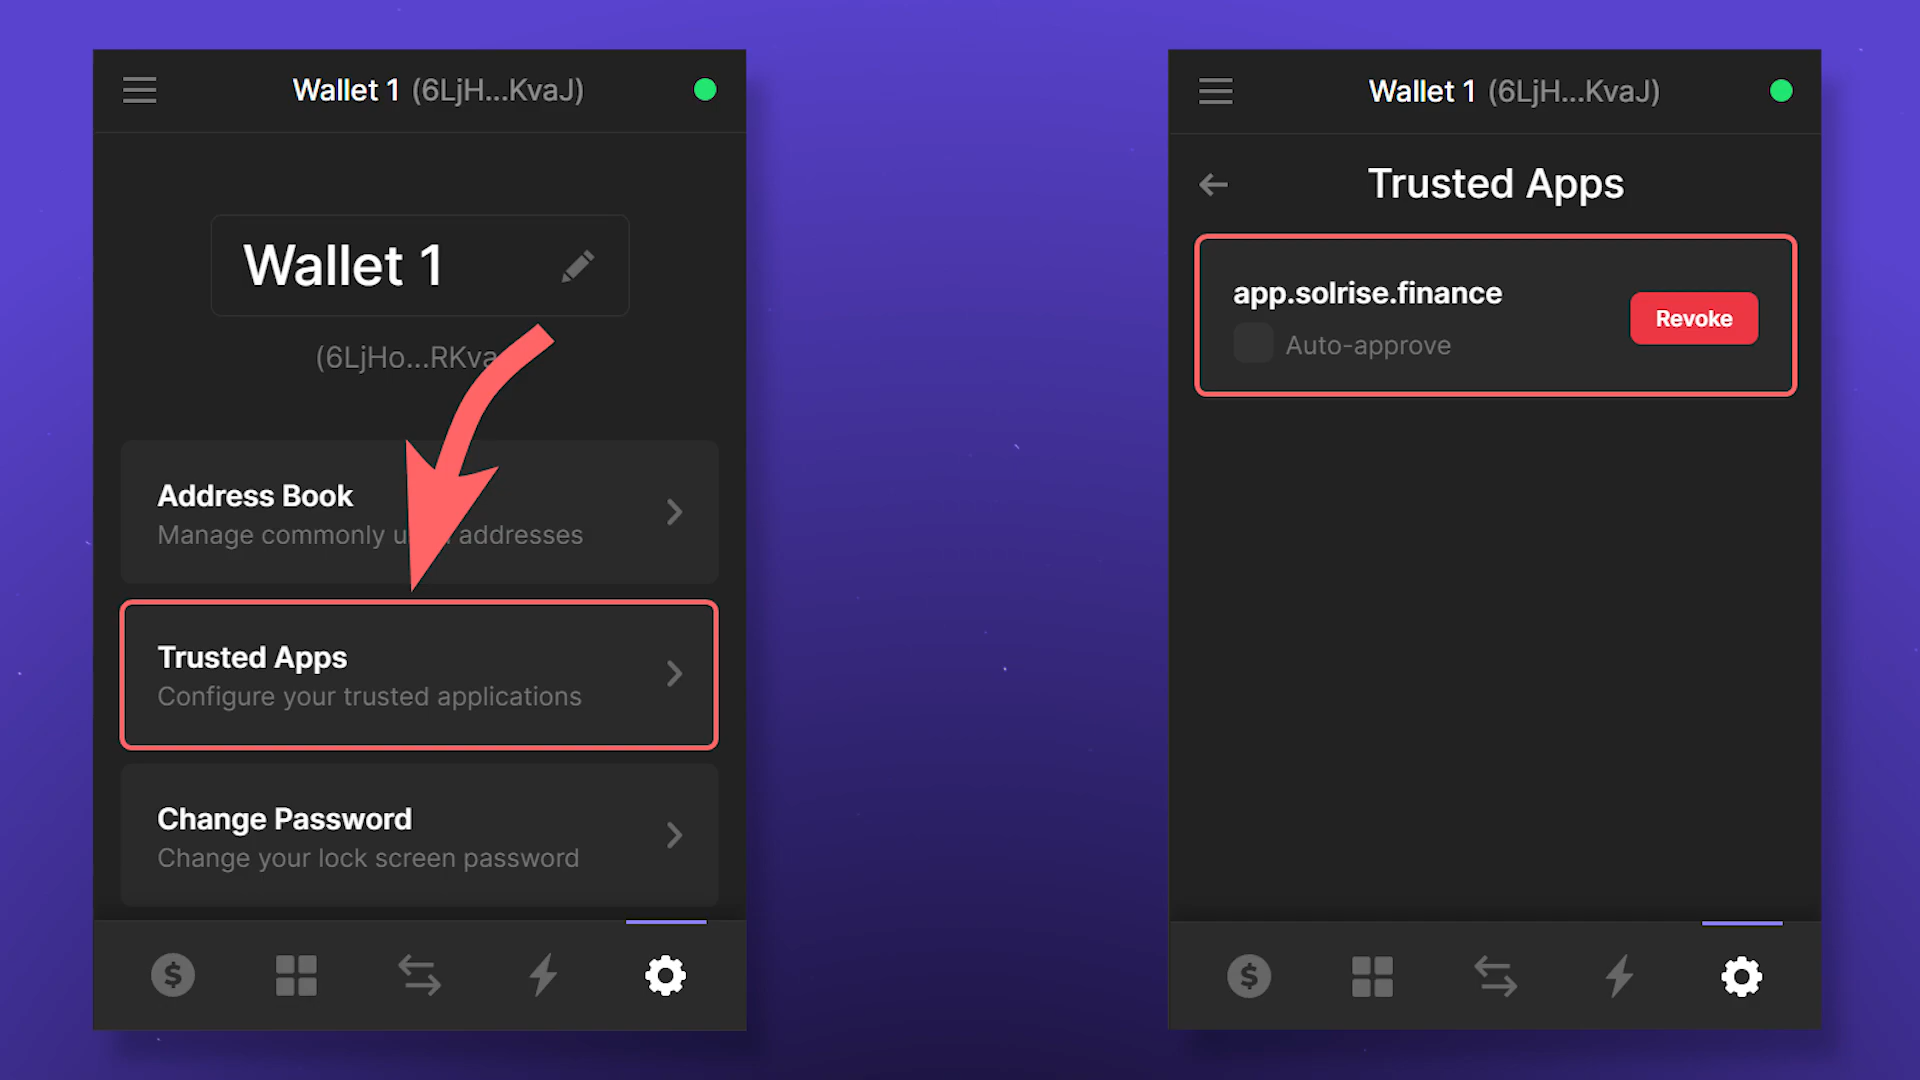 Wallet 1 (6LjH...KvaJ)
Wallet 1
(6LjHo...RKva
Address Book
Manage commonly addresses
Trusted Apps
Configure your trusted applications
Change Password
Change your lock screen password
Wallet 1 (6LjH...KvaJ)
Trusted Apps
app.solrise.finance
Auto-approve
Revoke